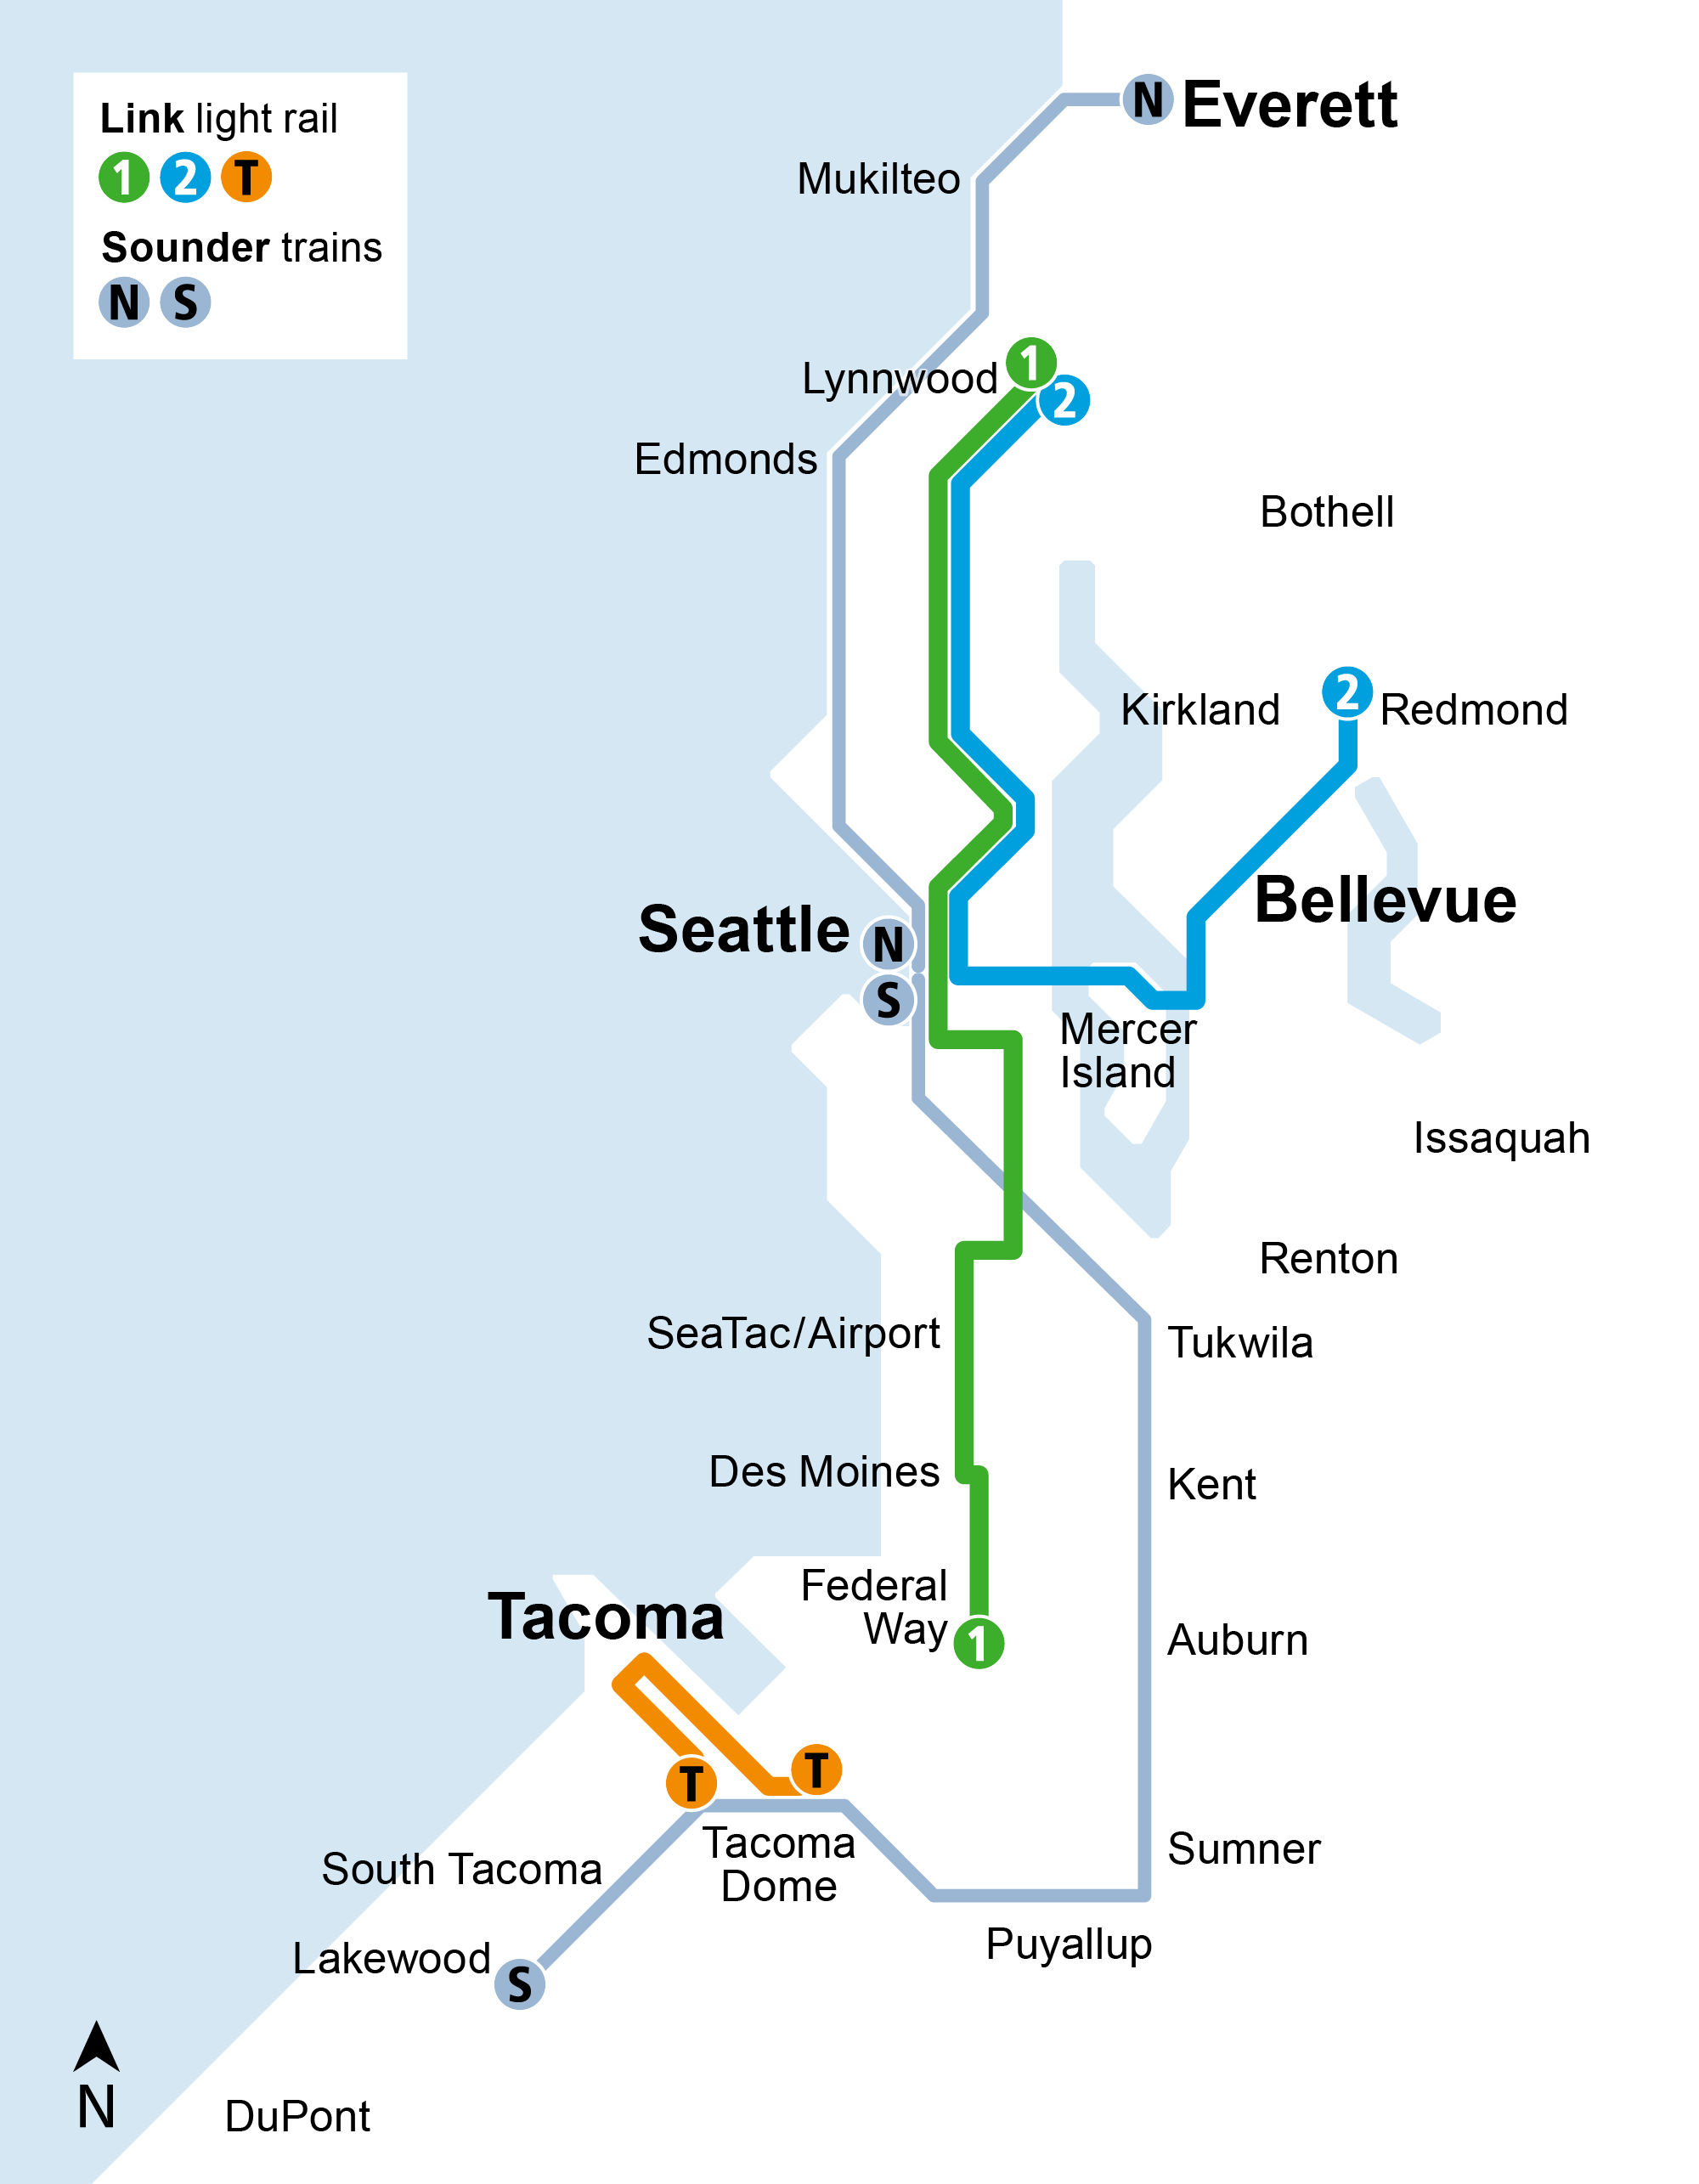 Link light rail
1 2 T
Sounder trains
N S
N Everett
Mukilteo
1
Lynnwood
2
Edmonds
Bothell
2
Kirkland
Redmond
Bellevue
Seattle N
S
Mercer
Island
Issaquah
Renton
SeaTac/Airport
Tukwila
Des Moines
Kent
Federal
Way
1
Tacoma
Auburn
T
T
Tacoma
Dome
Sumner
South Tacoma
Puyallup
Lakewood
S
N
DuPont